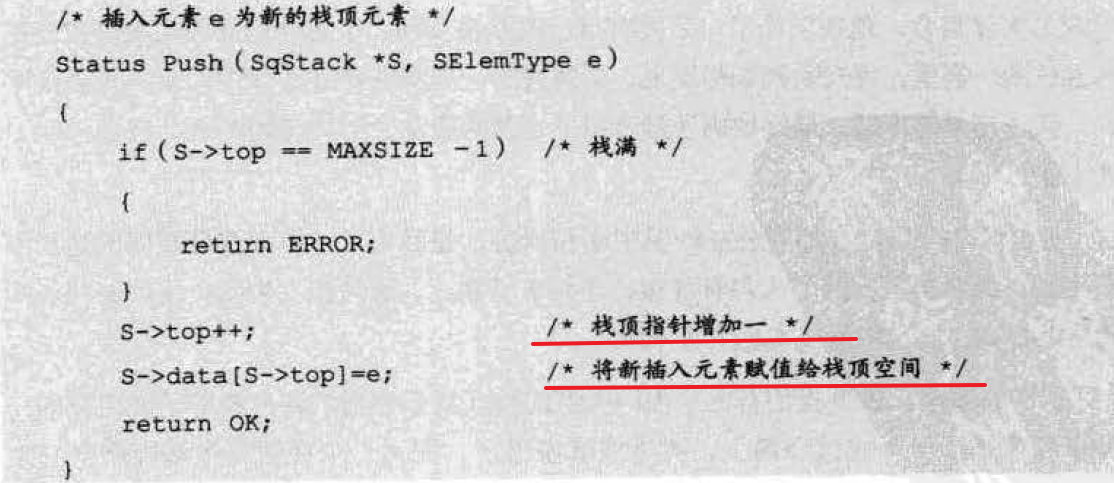 /* 插入元素 e 为新的栈顶元素 */
Status Push(SqStack *S, SElemType e)
{
if(S->top == MAXSIZE -1) /* 栈满 */
{
return ERROR;
}
S->top++; /* 栈顶指针增加一 */
S->data[S->top]=e; /* 将新插入元素赋值给栈顶空间 */
return OK;
}